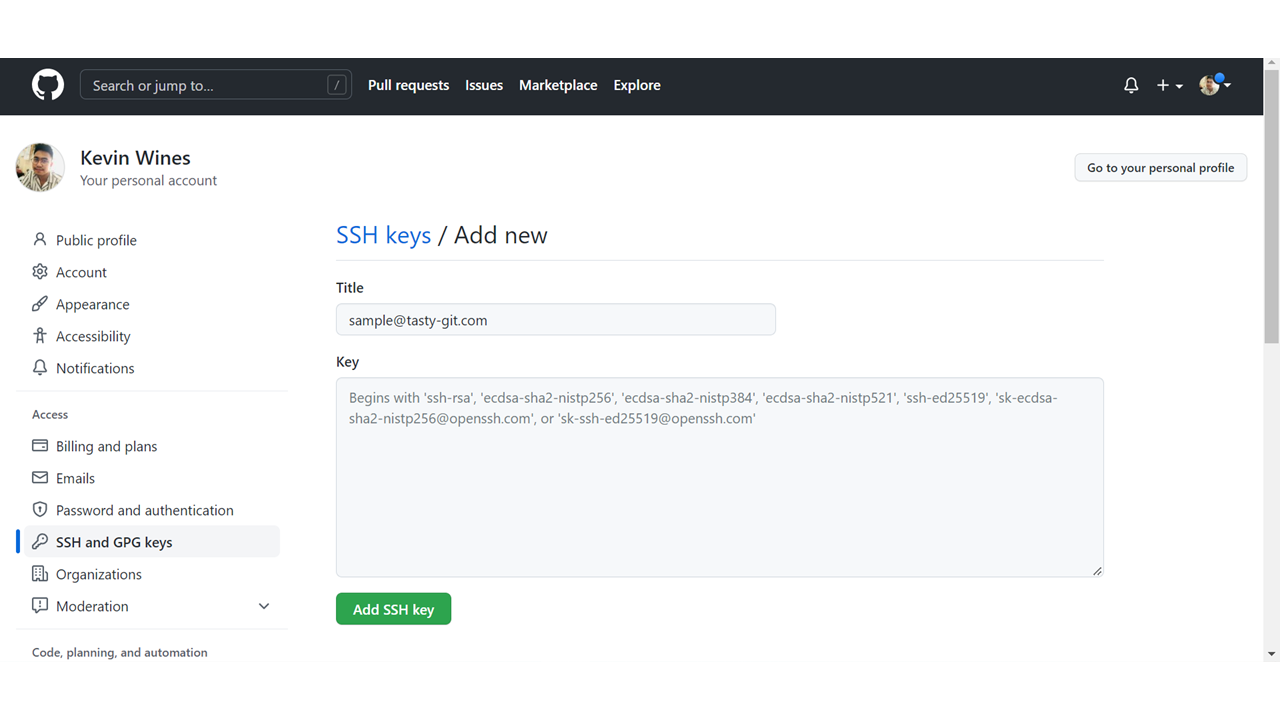 Search or jump to... /
Pull requests Issues Marketplace Explore
Kevin Wines
Your personal account
Go to your personal profile
Public profile
Account
Appearance
Accessibility
Notifications
Access
Billing and plans
Emails
Password and authentication
SSH and GPG keys
Organizations
Moderation
Code, planning, and automation
SSH keys / Add new
Title
sample@tasty-git.com
Key
Begins with 'ssh-rsa', 'ecdsa-sha2-nistp256', 'ecdsa-sha2-nistp384', 'ecdsa-sha2-nistp521', 'ssh-ed25519', 'sk-ecdsa-
sha2-nistp256@openssh.com', or 'sk-ssh-ed25519@openssh.com'
Add SSH key